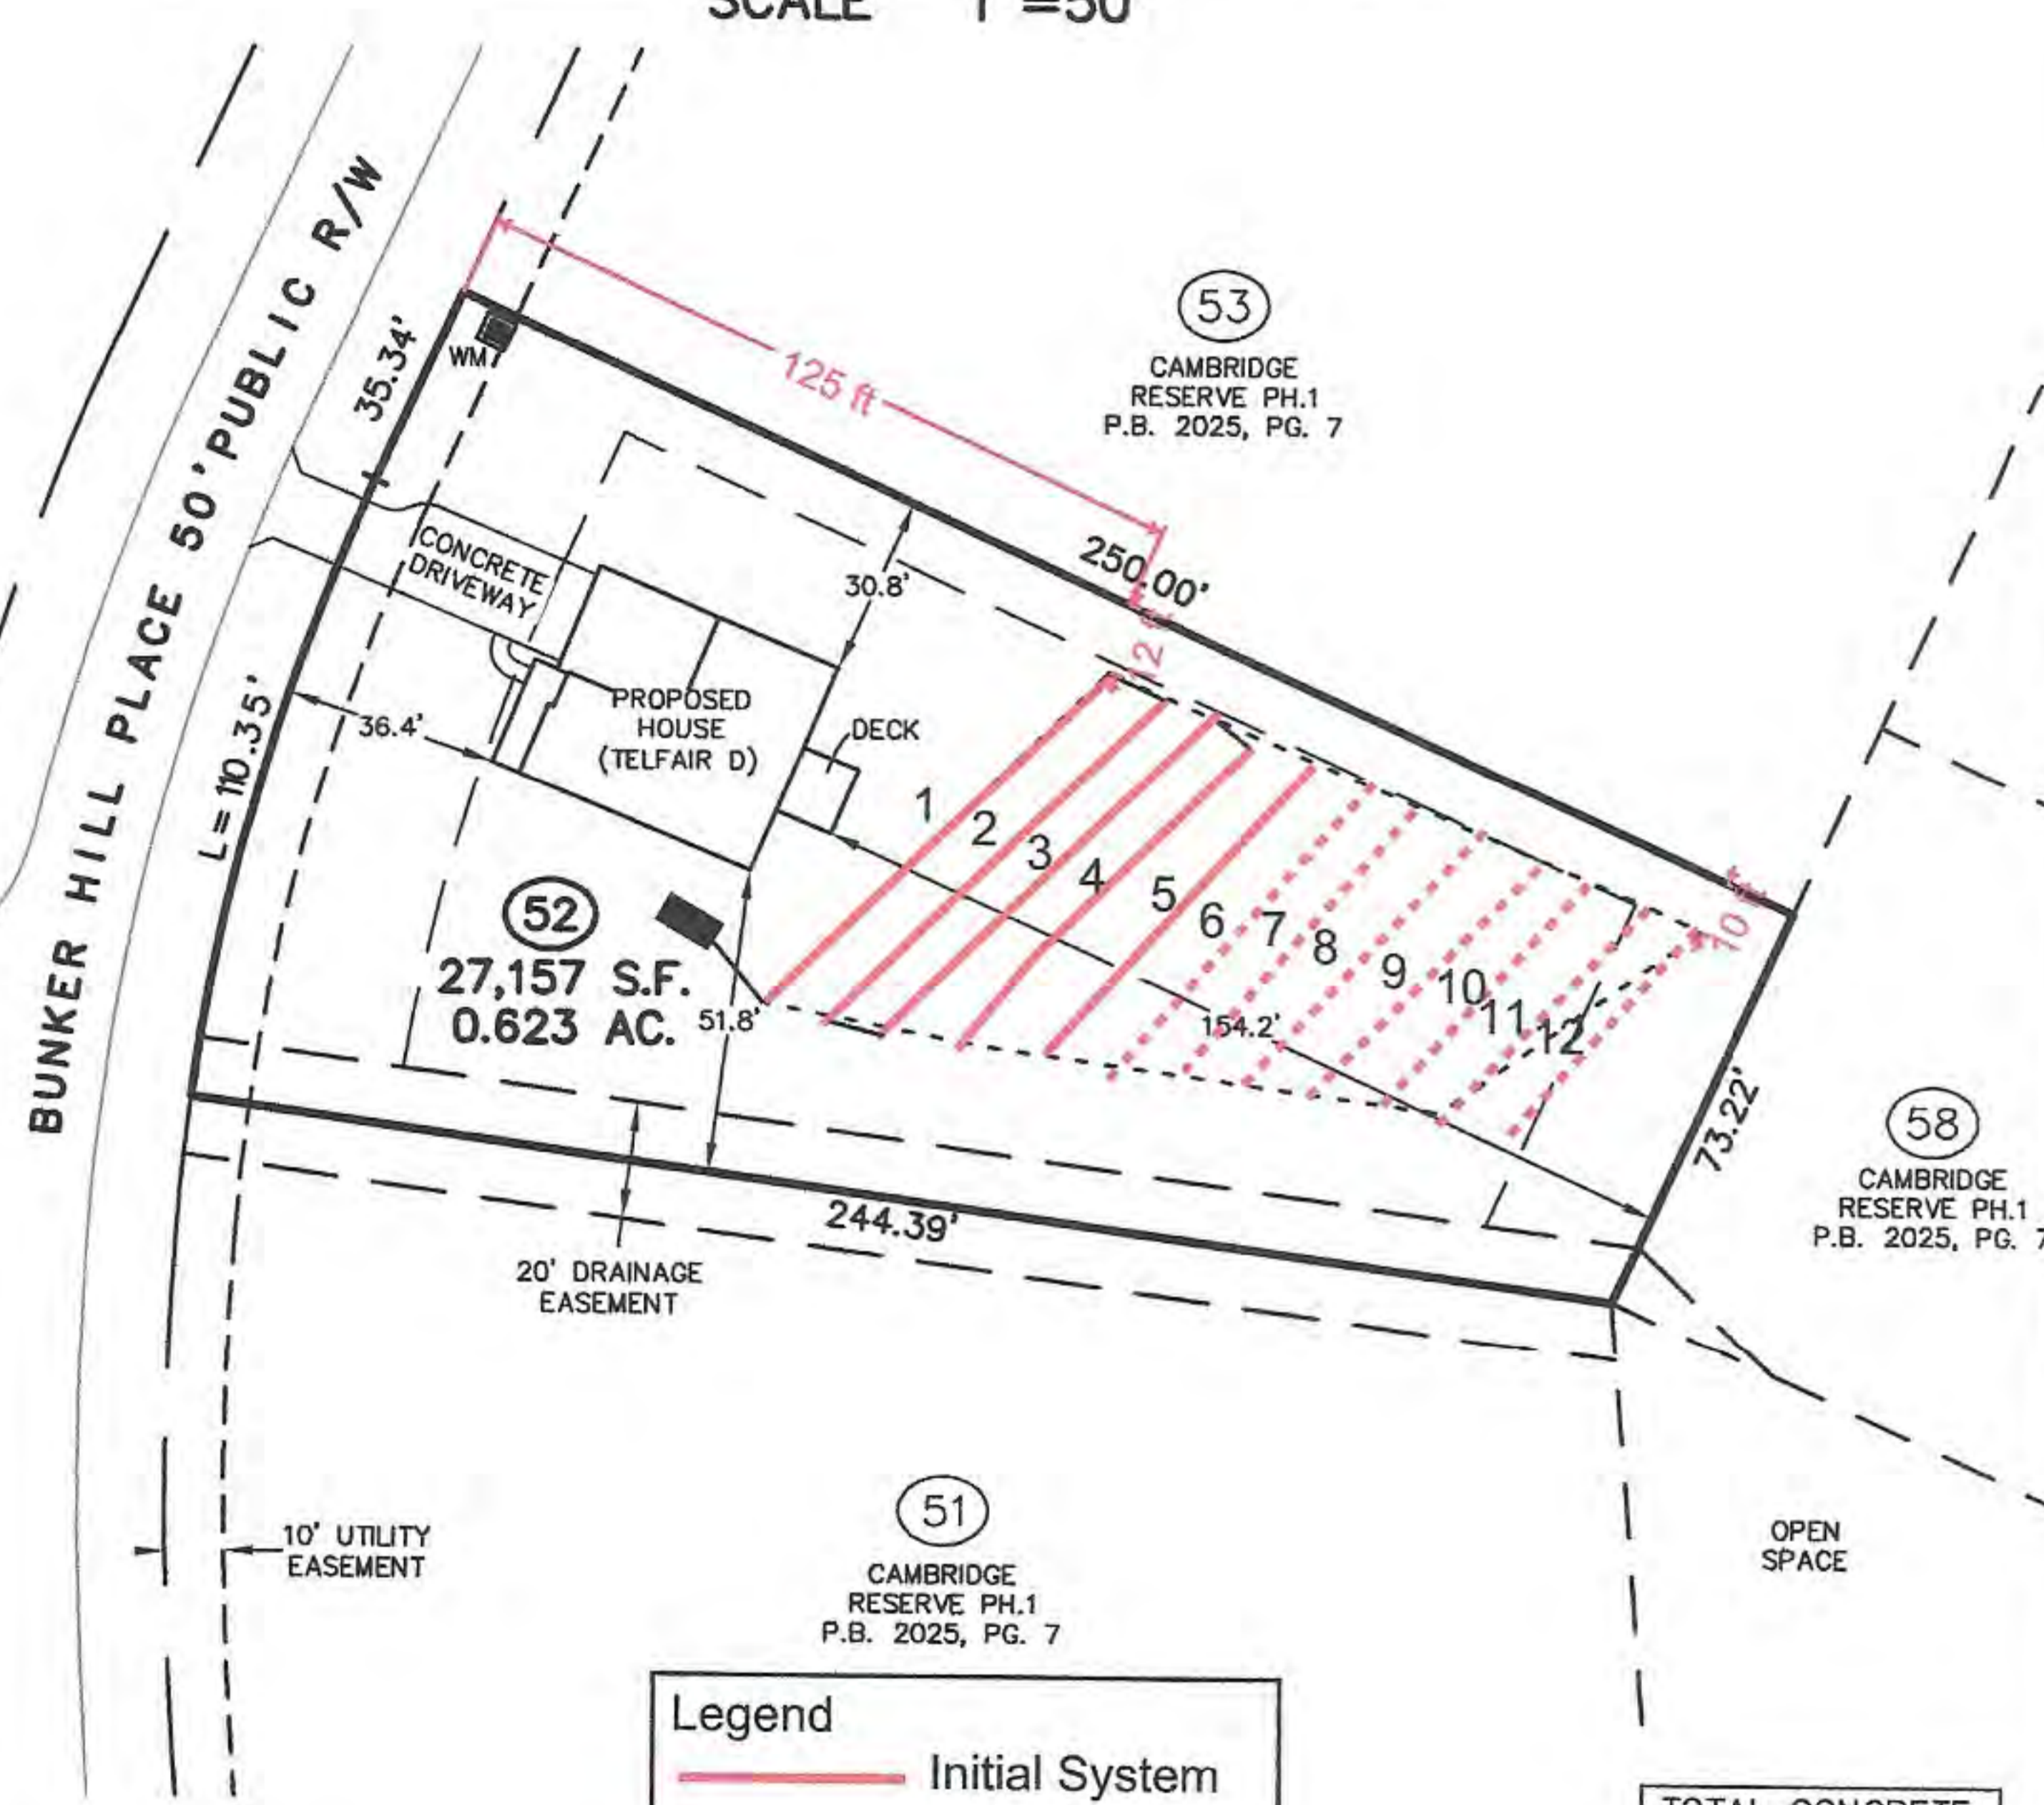 SCALE 1"=50'
BUNKER HILL PLACE 50' PUBLIC R/W
35.34'
WM
125 ft
53
CAMBRIDGE
RESERVE PH.1
P.B. 2025, PG. 7
250.00'
12 ft
CONCRETE
DRIVEWAY
30.8'
L=110.35'
36.4'
PROPOSED
HOUSE
(TELFAIR D)
DECK
1
2
3
4
5
6
7
8
9
10
11
12
10 ft
52
27,157 S.F.
0.623 AC.
51.8'
154.2'
73.22'
58
CAMBRIDGE
RESERVE PH.1
P.B. 2025, PG. 7
244.39'
20' DRAINAGE
EASEMENT
10' UTILITY
EASEMENT
51
CAMBRIDGE
RESERVE PH.1
P.B. 2025, PG. 7
OPEN
SPACE
Legend
Initial System
TOTAL CONCRETE